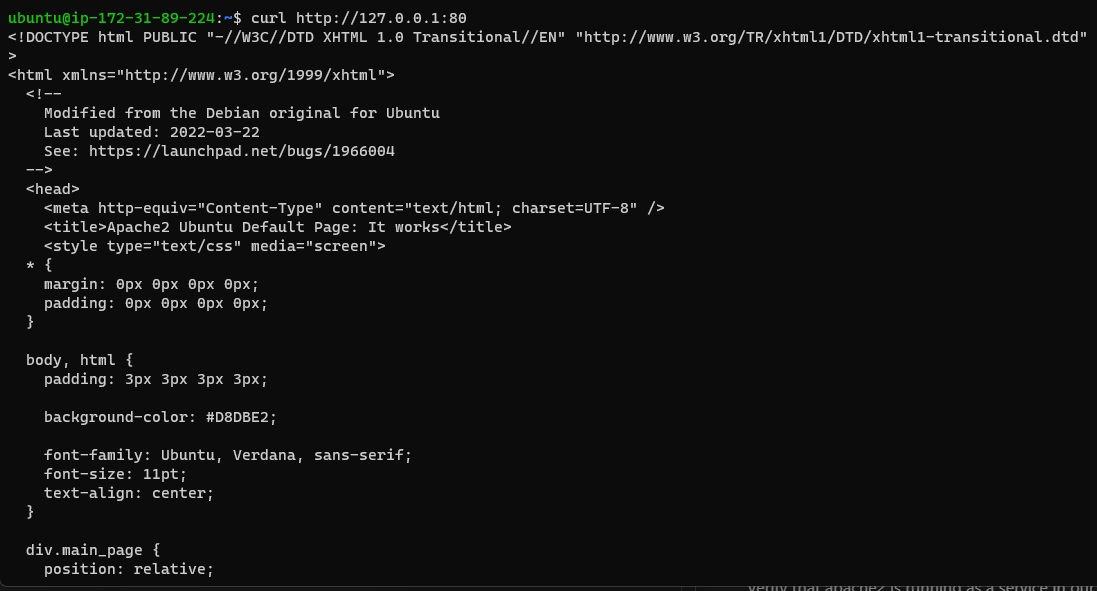 ubuntu@ip-172-31-89-224:~$ curl http://127.0.0.1:80
<!DOCTYPE html PUBLIC "-//W3C//DTD XHTML 1.0 Transitional//EN" "http://www.w3.org/TR/xhtml1/DTD/xhtml1-transitional.dtd"
>
<html xmlns="http://www.w3.org/1999/xhtml">
  <!--
    Modified from the Debian original for Ubuntu
    Last updated: 2022-03-22
    See: https://launchpad.net/bugs/1966004
  -->
  <head>
    <meta http-equiv="Content-Type" content="text/html; charset=UTF-8" />
    <title>Apache2 Ubuntu Default Page: It works</title>
    <style type="text/css" media="screen">
  * {
    margin: 0px 0px 0px 0px;
    padding: 0px 0px 0px 0px;
  }

  body, html {
    padding: 3px 3px 3px 3px;

    background-color: #D8DBE2;

    font-family: Ubuntu, Verdana, sans-serif;
    font-size: 11pt;
    text-align: center;
  }

  div.main_page {
    position: relative;
verify that apache2 is running as a service in our